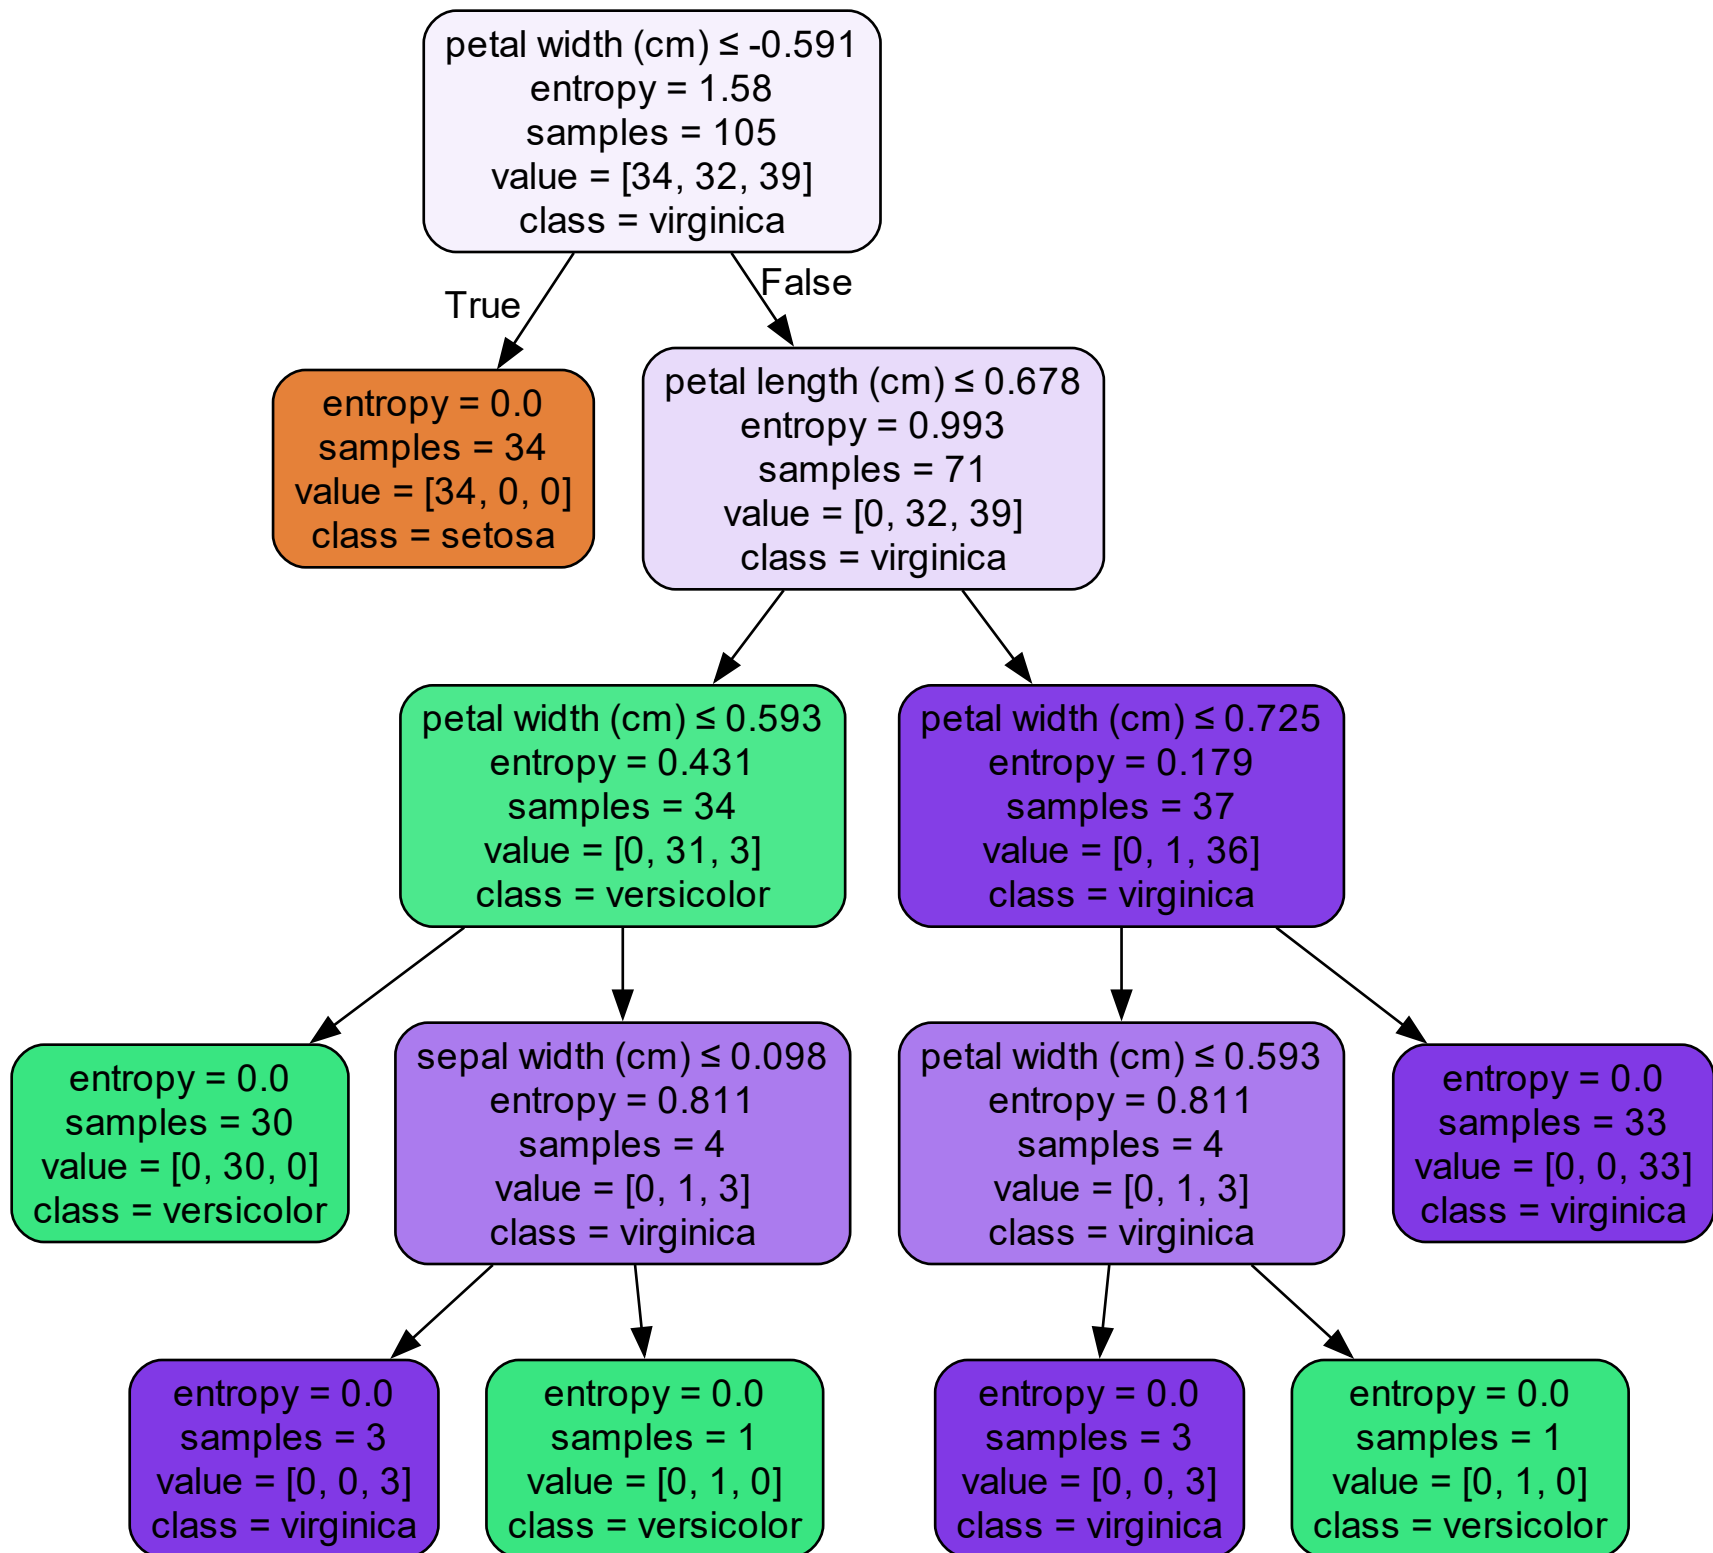 petal width (cm) ≤ -0.591
entropy = 1.58
samples = 105
value = [34, 32, 39]
class = virginica
True
False
entropy = 0.0
samples = 34
value = [34, 0, 0]
class = setosa
petal length (cm) ≤ 0.678
entropy = 0.993
samples = 71
value = [0, 32, 39]
class = virginica
petal width (cm) ≤ 0.593
entropy = 0.431
samples = 34
value = [0, 31, 3]
class = versicolor
petal width (cm) ≤ 0.725
entropy = 0.179
samples = 37
value = [0, 1, 36]
class = virginica
entropy = 0.0
samples = 30
value = [0, 30, 0]
class = versicolor
sepal width (cm) ≤ 0.098
entropy = 0.811
samples = 4
value = [0, 1, 3]
class = virginica
petal width (cm) ≤ 0.593
entropy = 0.811
samples = 4
value = [0, 1, 3]
class = virginica
entropy = 0.0
samples = 33
value = [0, 0, 33]
class = virginica
entropy = 0.0
samples = 3
value = [0, 0, 3]
class = virginica
entropy = 0.0
samples = 1
value = [0, 1, 0]
class = versicolor
entropy = 0.0
samples = 3
value = [0, 0, 3]
class = virginica
entropy = 0.0
samples = 1
value = [0, 1, 0]
class = versicolor